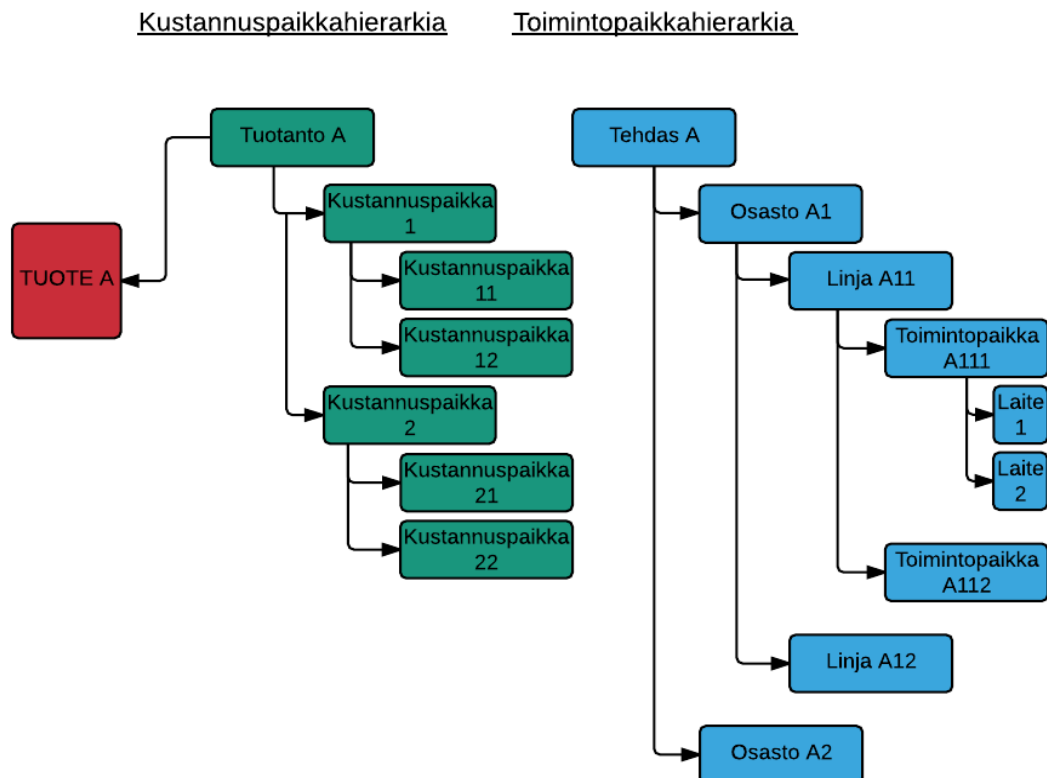 Kustannuspaikkahierarkia
Toimintopaikkahierarkia
Tuotanto A
Kustannuspaikka
1
Kustannuspaikka
11
Kustannuspaikka
12
Kustannuspaikka
2
Kustannuspaikka
21
Kustannuspaikka
22
TUOTE A
Tehdas A
Osasto A1
Linja A11
Toimintopaikka
A111
Laite
1
Laite
2
Toimintopaikka
A112
Linja A12
Osasto A2